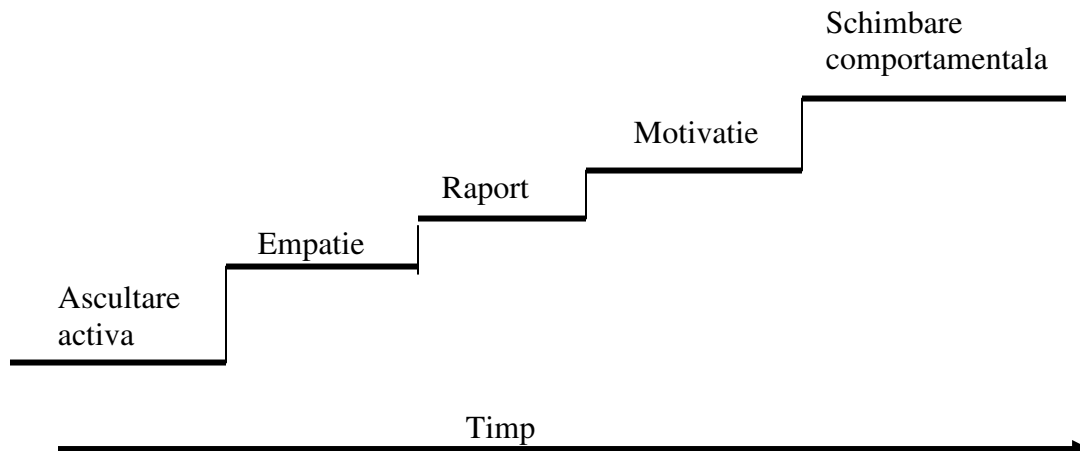 Schimbare
comportamentala
Motivatie
Raport
Empatie
Ascultare
activa
Timp